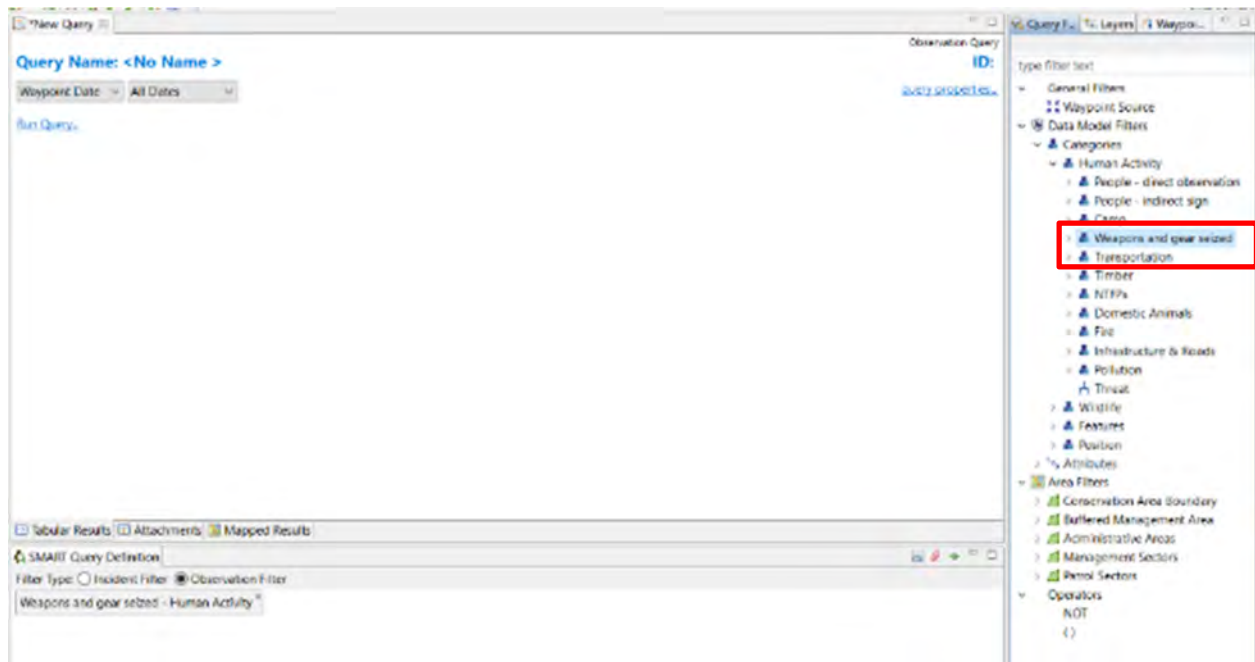 *New Query
Observation Query
Query Name: <No Name >
ID:
Waypoint Date
All Dates
query properties...
Run Query...
Tabular Results
Attachments
Mapped Results
SMART Query Definition
Filter Type:
Incident Filter
Observation Filter
Weapons and gear seized - Human Activity
Query F...
Layers
Waypoi...
type filter text
General Filters
Waypoint Source
Data Model Filters
Categories
Human Activity
People - direct observation
People - indirect sign
Camp
Weapons and gear seized
Transportation
Timber
NTFPs
Domestic Animals
Fire
Infrastructure & Roads
Pollution
Threat
Wildlife
Features
Position
Attributes
Area Filters
Conservation Area Boundary
Buffered Management Area
Administrative Areas
Management Sectors
Patrol Sectors
Operators
NOT
()